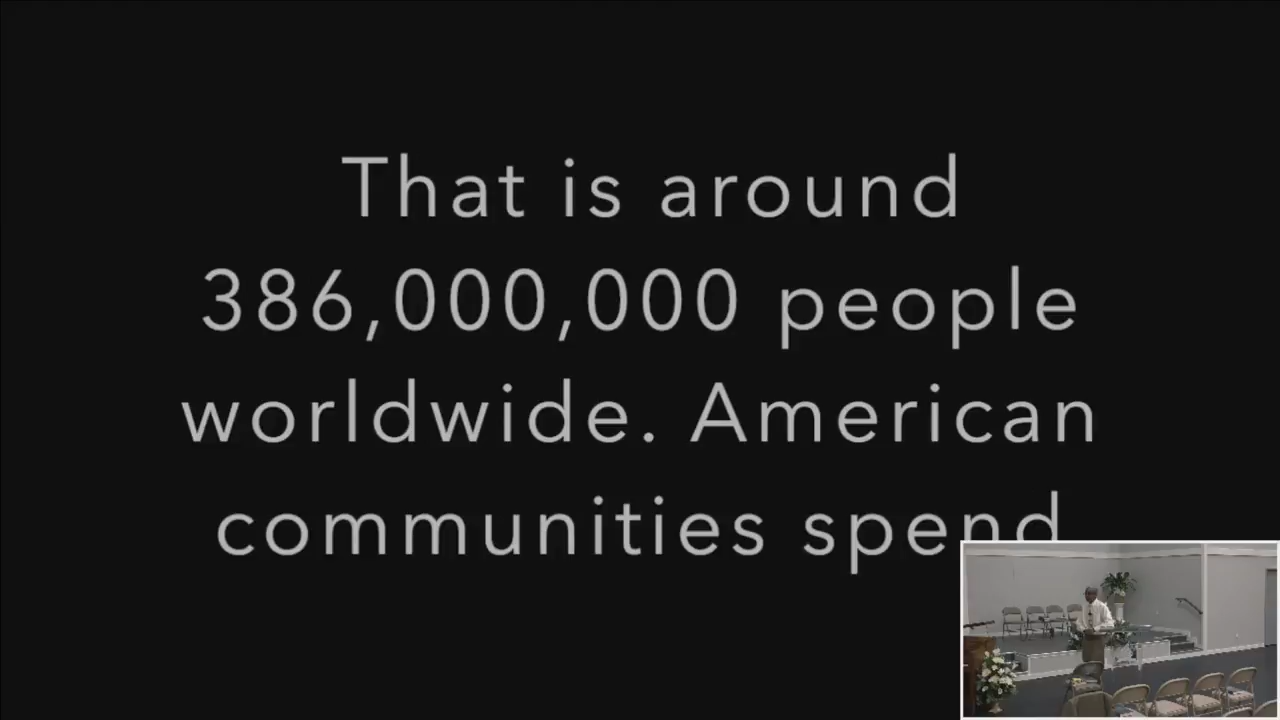 That is around
386,000,000 people
worldwide. American
communities spend